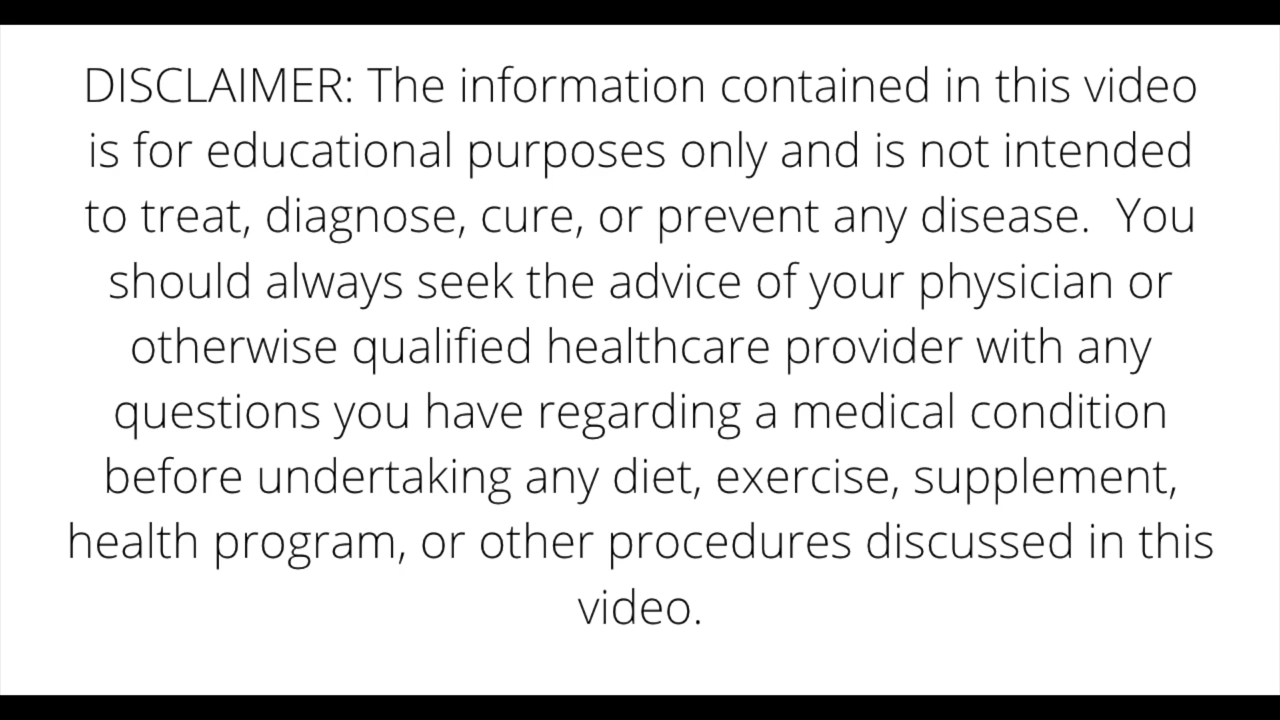 DISCLAIMER: The information contained in this video
is for educational purposes only and is not intended
to treat, diagnose, cure, or prevent any disease.  You
should always seek the advice of your physician or
otherwise qualified healthcare provider with any
questions you have regarding a medical condition
before undertaking any diet, exercise, supplement,
health program, or other procedures discussed in this
video.